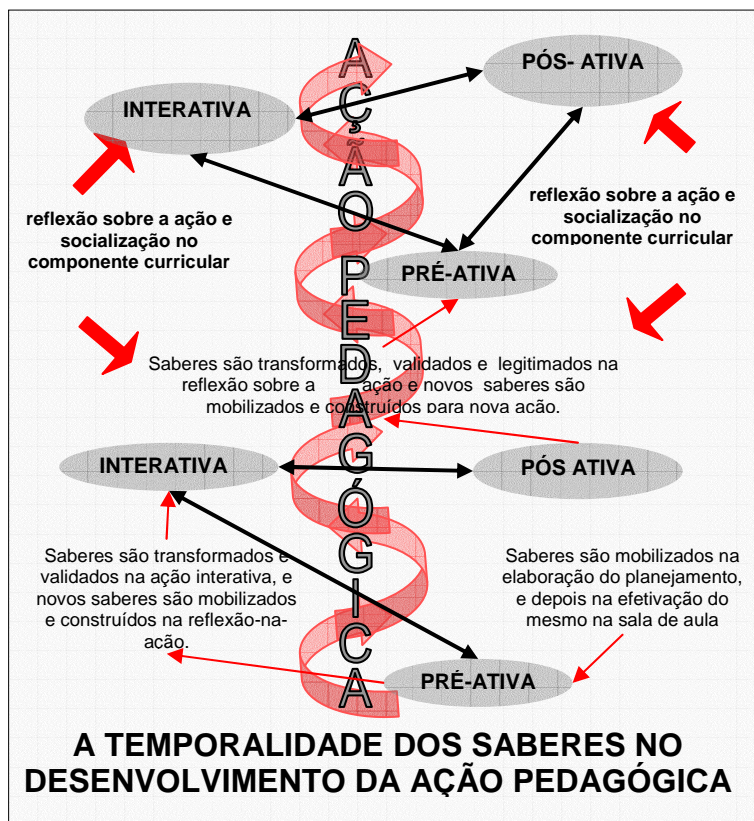 AÇÃO PEDAGÓGICA
PÓS- ATIVA
INTERATIVA
reflexão sobre a ação e
socialização no
componente curricular
reflexão sobre a ação e
socialização no
componente curricular
PRÉ-ATIVA
Saberes são transformados, validados e legitimados na
reflexão sobre a ação e novos saberes são
mobilizados e construídos para nova ação.
INTERATIVA
PÓS ATIVA
Saberes são transformados e
validados na ação interativa, e
novos saberes são mobilizados
e construídos na reflexão-na-
ação.
Saberes são mobilizados na
elaboração do planejamento,
e depois na efetivação do
mesmo na sala de aula
PRÉ-ATIVA
A TEMPORALIDADE DOS SABERES NO
DESENVOLVIMENTO DA AÇÃO PEDAGÓGICA